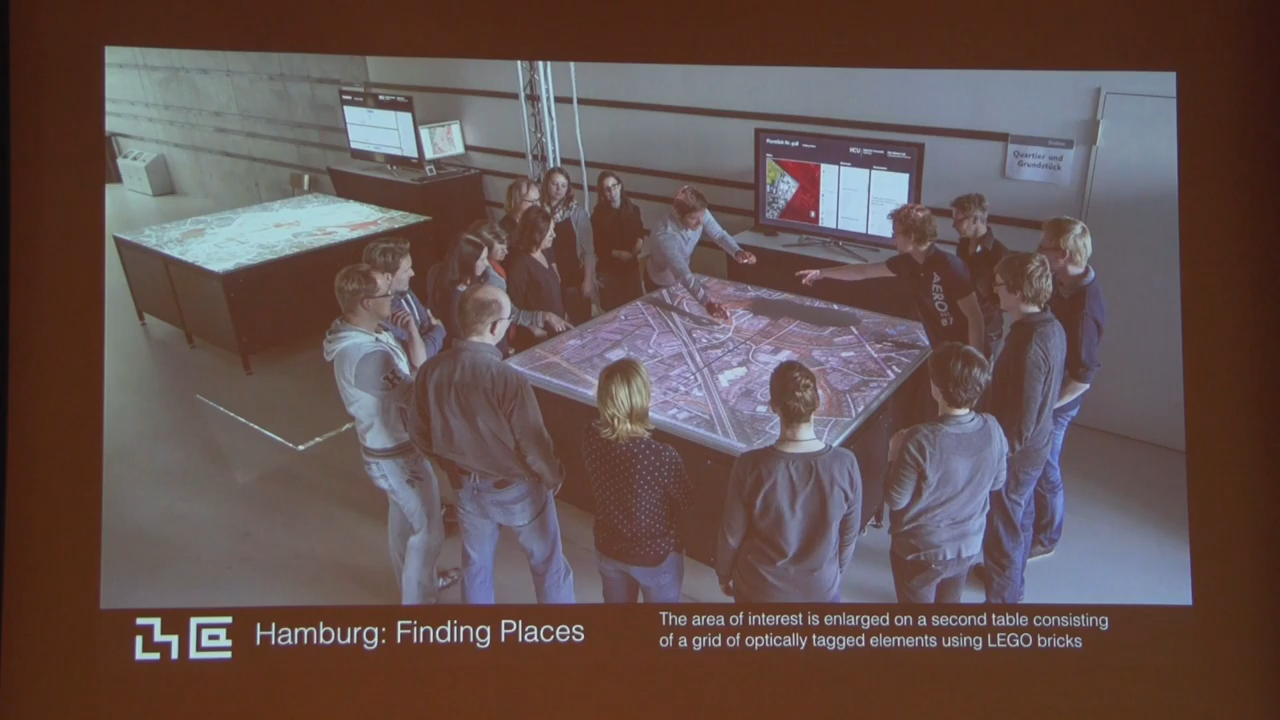 HCU
Quartier und
Grundstück
AERO
Hamburg: Finding Places
The area of interest is enlarged on a second table consisting
of a grid of optically tagged elements using LEGO bricks